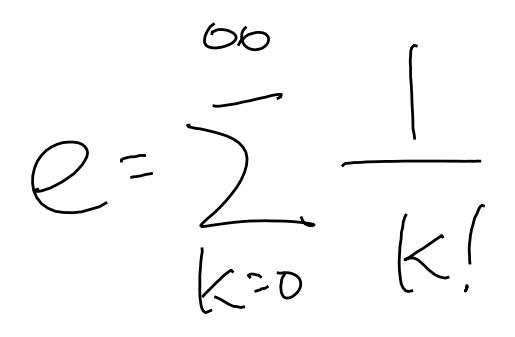 e = ∑_{k=0}^{∞} 1/k!